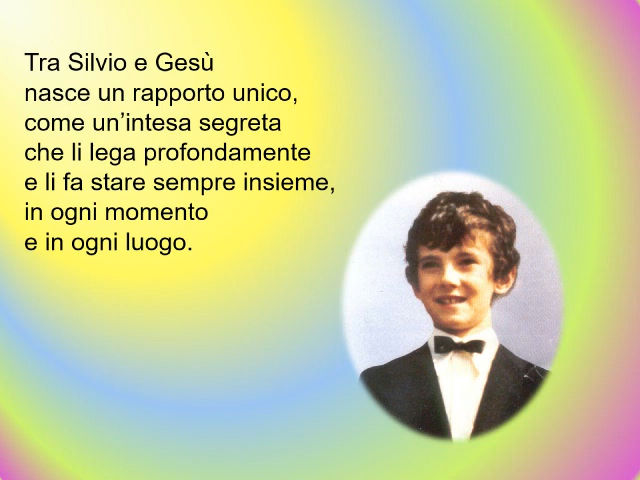 Tra Silvio e Gesù
nasce un rapporto unico,
come un’intesa segreta
che li lega profondamente
e li fa stare sempre insieme,
in ogni momento
e in ogni luogo.